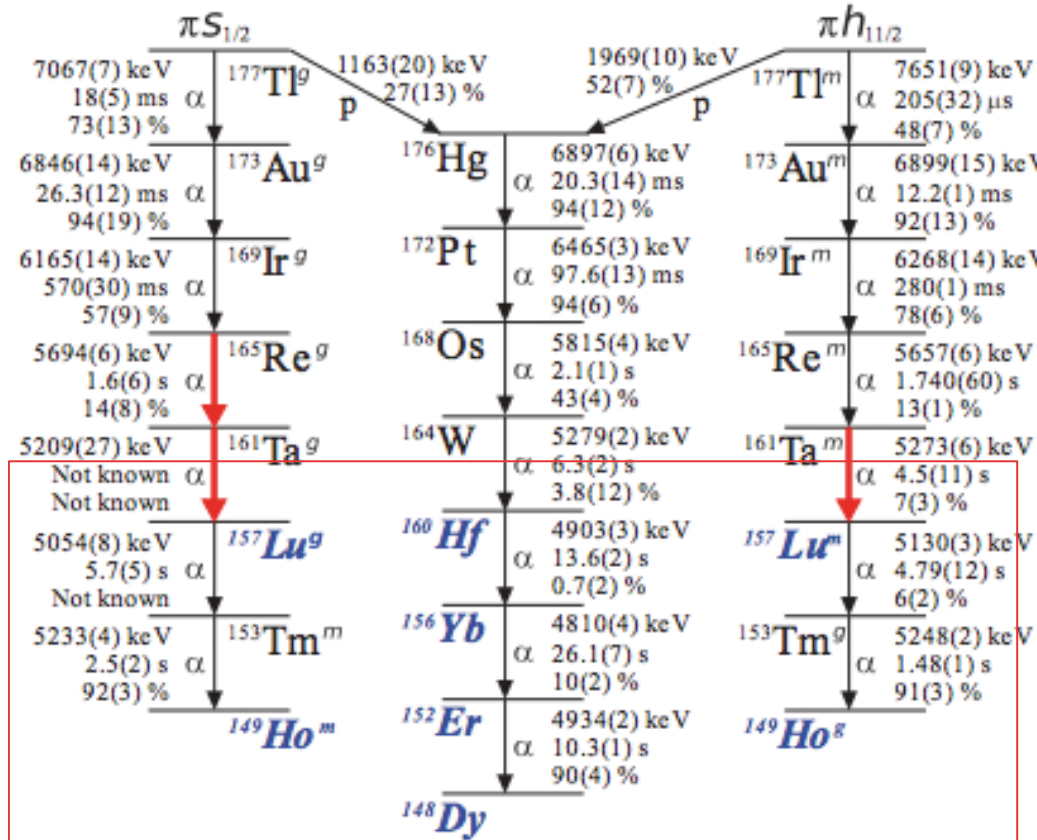 πs1/2
πh11/2
7067(7) keV
18(5) ms
73(13) %
α
177Tlg
1163(20) keV
27(13) %
p
1969(10) keV
52(7) %
p
177Tlm
7651(9) keV
205(32) μs
48(7) %
α
6846(14) keV
26.3(12) ms
94(19) %
α
173Aug
176Hg
6897(6) keV
20.3(14) ms
94(12) %
α
173Aum
6899(15) keV
12.2(1) ms
92(13) %
α
6165(14) keV
570(30) ms
57(9) %
α
169Irg
172Pt
6465(3) keV
97.6(13) ms
94(6) %
α
169Irm
6268(14) keV
280(1) ms
78(6) %
α
5694(6) keV
1.6(6) s
14(8) %
α
165Reg
168Os
5815(4) keV
2.1(1) s
43(4) %
α
165Rem
5657(6) keV
1.740(60) s
13(1) %
α
5209(27) keV
Not known
Not known
α
161Tag
164W
5279(2) keV
6.3(2) s
3.8(12) %
α
161Tam
5273(6) keV
4.5(11) s
7(3) %
α
5054(8) keV
5.7(5) s
Not known
α
157Lug
160Hf
4903(3) keV
13.6(2) s
0.7(2) %
α
157Lum
5130(3) keV
4.79(12) s
6(2) %
α
5233(4) keV
2.5(2) s
92(3) %
α
153Tmm
156Yb
4810(4) keV
26.1(7) s
10(2) %
α
153Tmg
5248(2) keV
1.48(1) s
91(3) %
α
149Hom
152Er
4934(2) keV
10.3(1) s
90(4) %
α
149Hog
148Dy